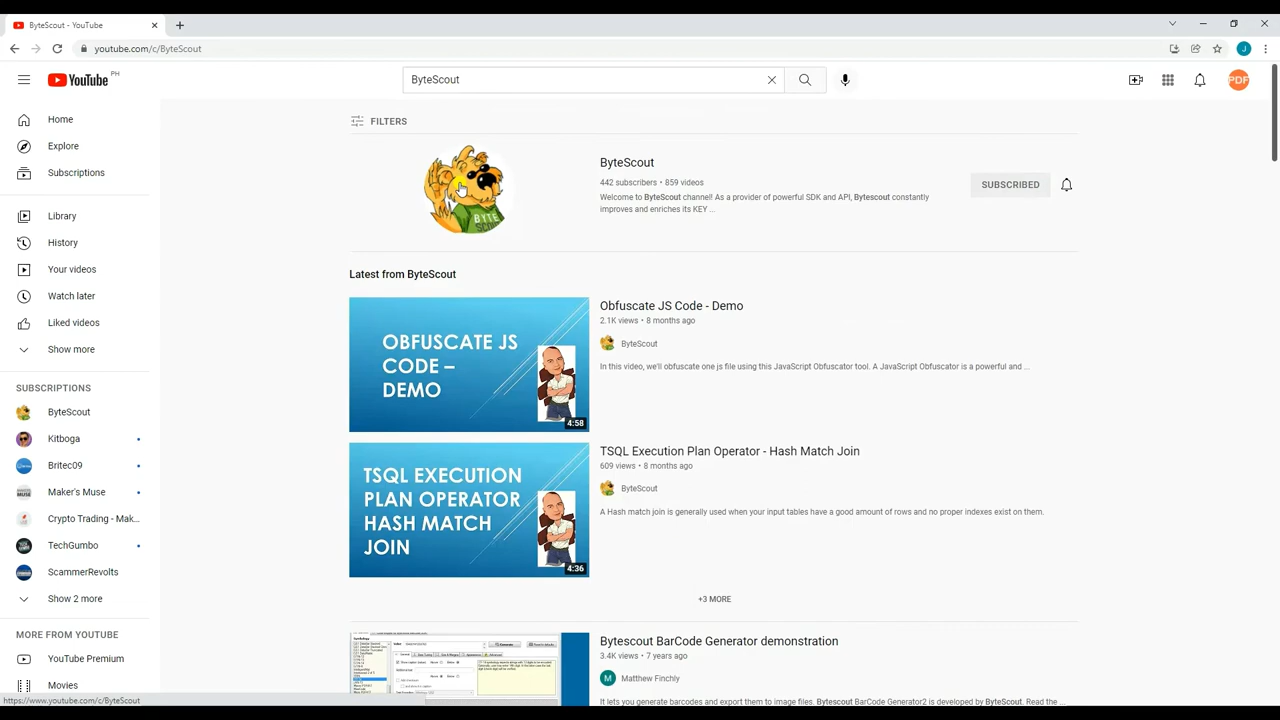 ByteScout - YouTube
youtube.com/c/ByteScout
J
YouTube PH
ByteScout
PDF
Home
Explore
Subscriptions
Library
History
Your videos
Watch later
Liked videos
Show more
SUBSCRIPTIONS
ByteScout
Kitboga
Britec09
Maker's Muse
Crypto Trading - Mak...
TechGumbo
ScammerRevolts
Show 2 more
MORE FROM YOUTUBE
YouTube Premium
Movies
https://www.youtube.com/c/ByteScout
FILTERS
BYTE
ByteScout
442 subscribers • 859 videos
Welcome to ByteScout channel! As a provider of powerful SDK and API, Bytescout constantly
improves and enriches its KEY ...
SUBSCRIBED
Latest from ByteScout
OBFUSCATE JS
CODE –
DEMO
4:58
Obfuscate JS Code - Demo
2.1K views • 8 months ago
ByteScout
In this video, we'll obfuscate one js file using this JavaScript Obfuscator tool. A JavaScript Obfuscator is a powerful and ...
TSQL EXECUTION
PLAN OPERATOR
HASH MATCH
JOIN
4:36
TSQL Execution Plan Operator - Hash Match Join
609 views • 8 months ago
ByteScout
A Hash match join is generally used when your input tables have a good amount of rows and no proper indexes exist on them.
+3 MORE
Bytescout BarCode Generator demonstration
3.4K views • 7 years ago
M
Matthew Finchly
It lets you generate barcodes and export them to image files. Bytescout BarCode Generator2 is developed by ByteScout. Read the ...